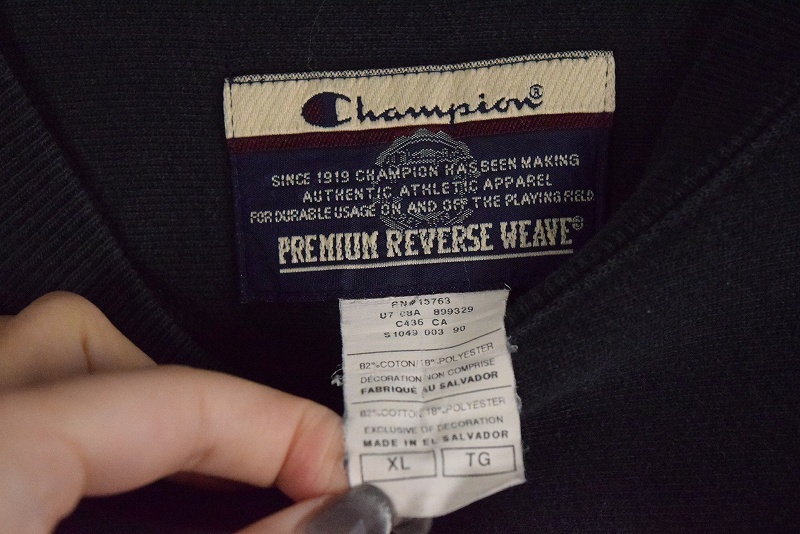 Champion®
SINCE 1919 CHAMPION HAS BEEN MAKING
AUTHENTIC ATHLETIC APPAREL
FOR DURABLE USAGE ON AND OFF THE PLAYING FIELD
PREMIUM REVERSE WEAVE®
RN#15763
07 08A 899329
C436 CA
S1049 003 90
82%COTON/18%POLYESTER
DECORATION NON COMPRISE
FABRIQUÉ AU SALVADOR
82%COTTON/18%POLYESTER
EXCLUSIVE OF DECORATION
MADE IN EL SALVADOR
XL TG